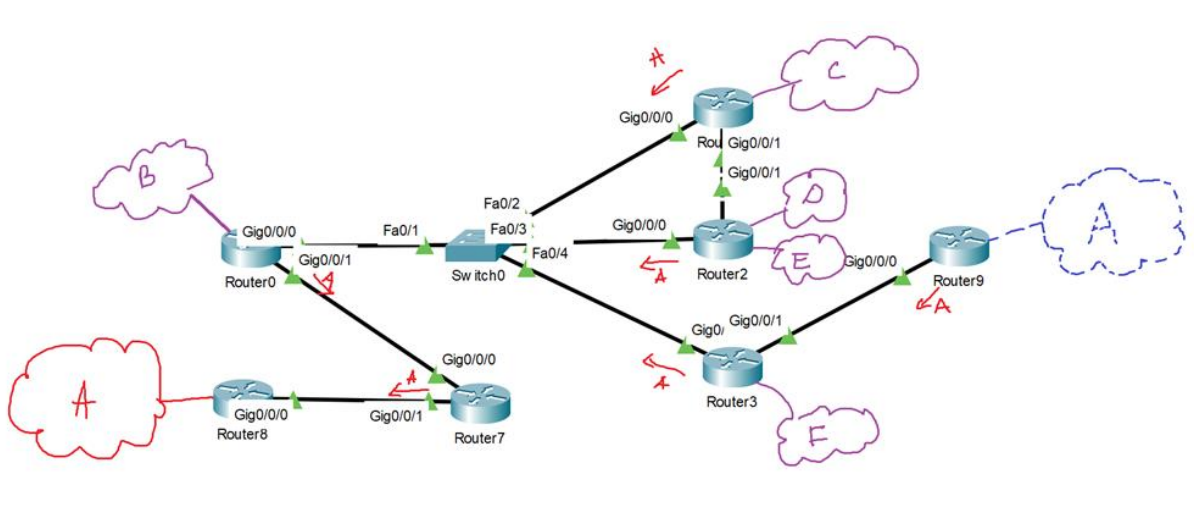 C
A
Gig0/0/0
Rou
Gig0/0/1
Gig0/0/1
B
D
Fa0/2
Gig0/0/0
Fa0/1
Fa0/3
Gig0/0/0
A
Gig0/0/1
Fa0/4
E
Gig0/0/0
Router0
Switch0
A
Router2
Router9
A
A
Gig0/
Gig0/0/1
Gig0/0/0
A
A
Router3
A
Gig0/0/0
Gig0/0/1
Router8
Router7
F